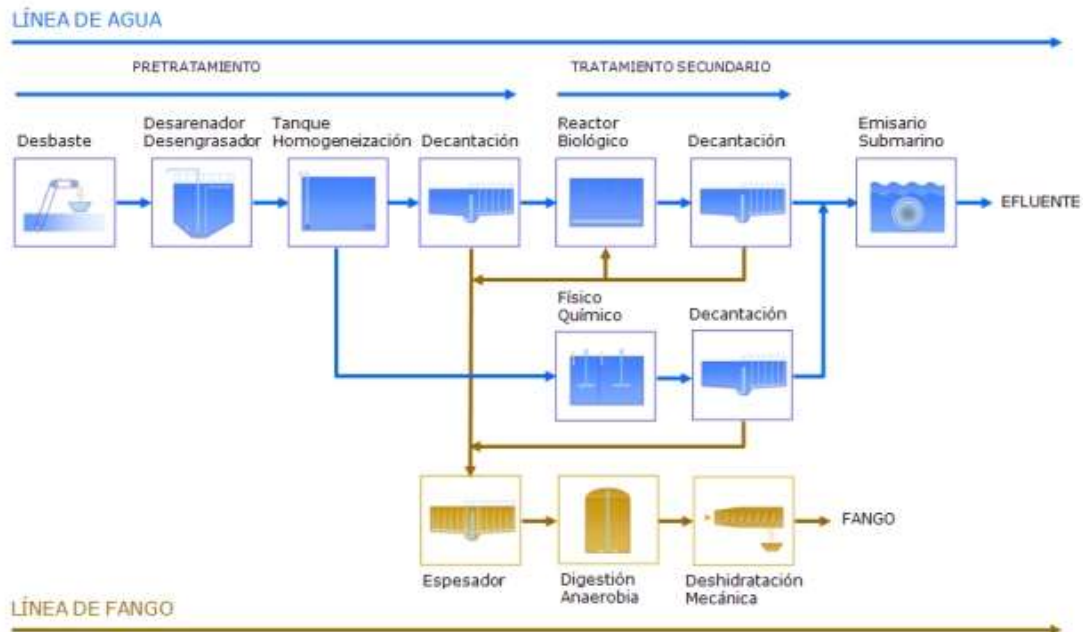 LÍNEA DE AGUA
PRETRATAMIENTO
TRATAMIENTO SECUNDARIO
Desbaste
Desarenador
Desengrasador
Tanque
Homogeneización
Decantación
Reactor
Biológico
Decantación
Emisario
Submarino
EFLUENTE
Físico
Químico
Decantación
Espesador
Digestión
Anaerobia
Deshidratación
Mecánica
FANGO
LÍNEA DE FANGO